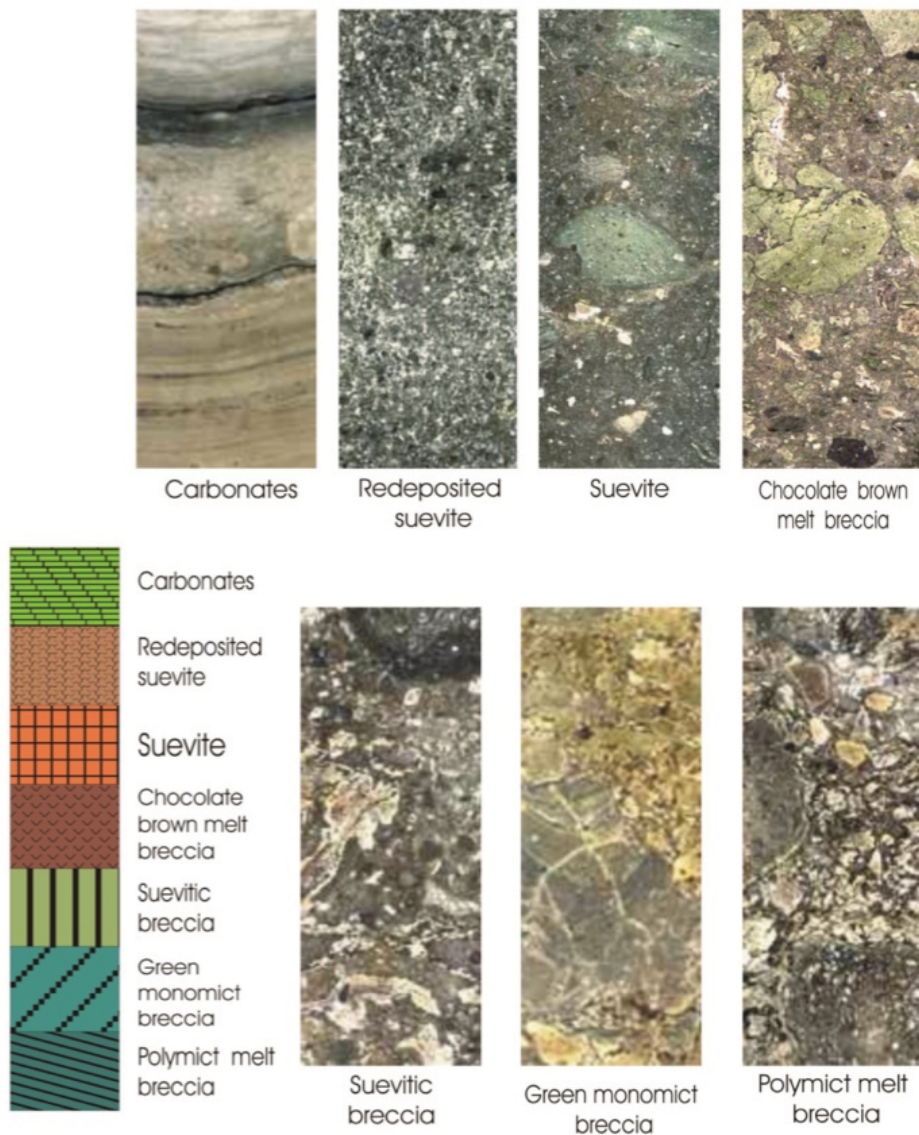 Carbonates
Redeposited
suevite
Suevite
Chocolate brown
melt breccia
Carbonates
Redeposited
suevite
Suevite
Chocolate
brown melt
breccia
Suevitic
breccia
Green
monomict
breccia
Polymict melt
breccia
Suevitic
breccia
Green monomict
breccia
Polymict melt
breccia